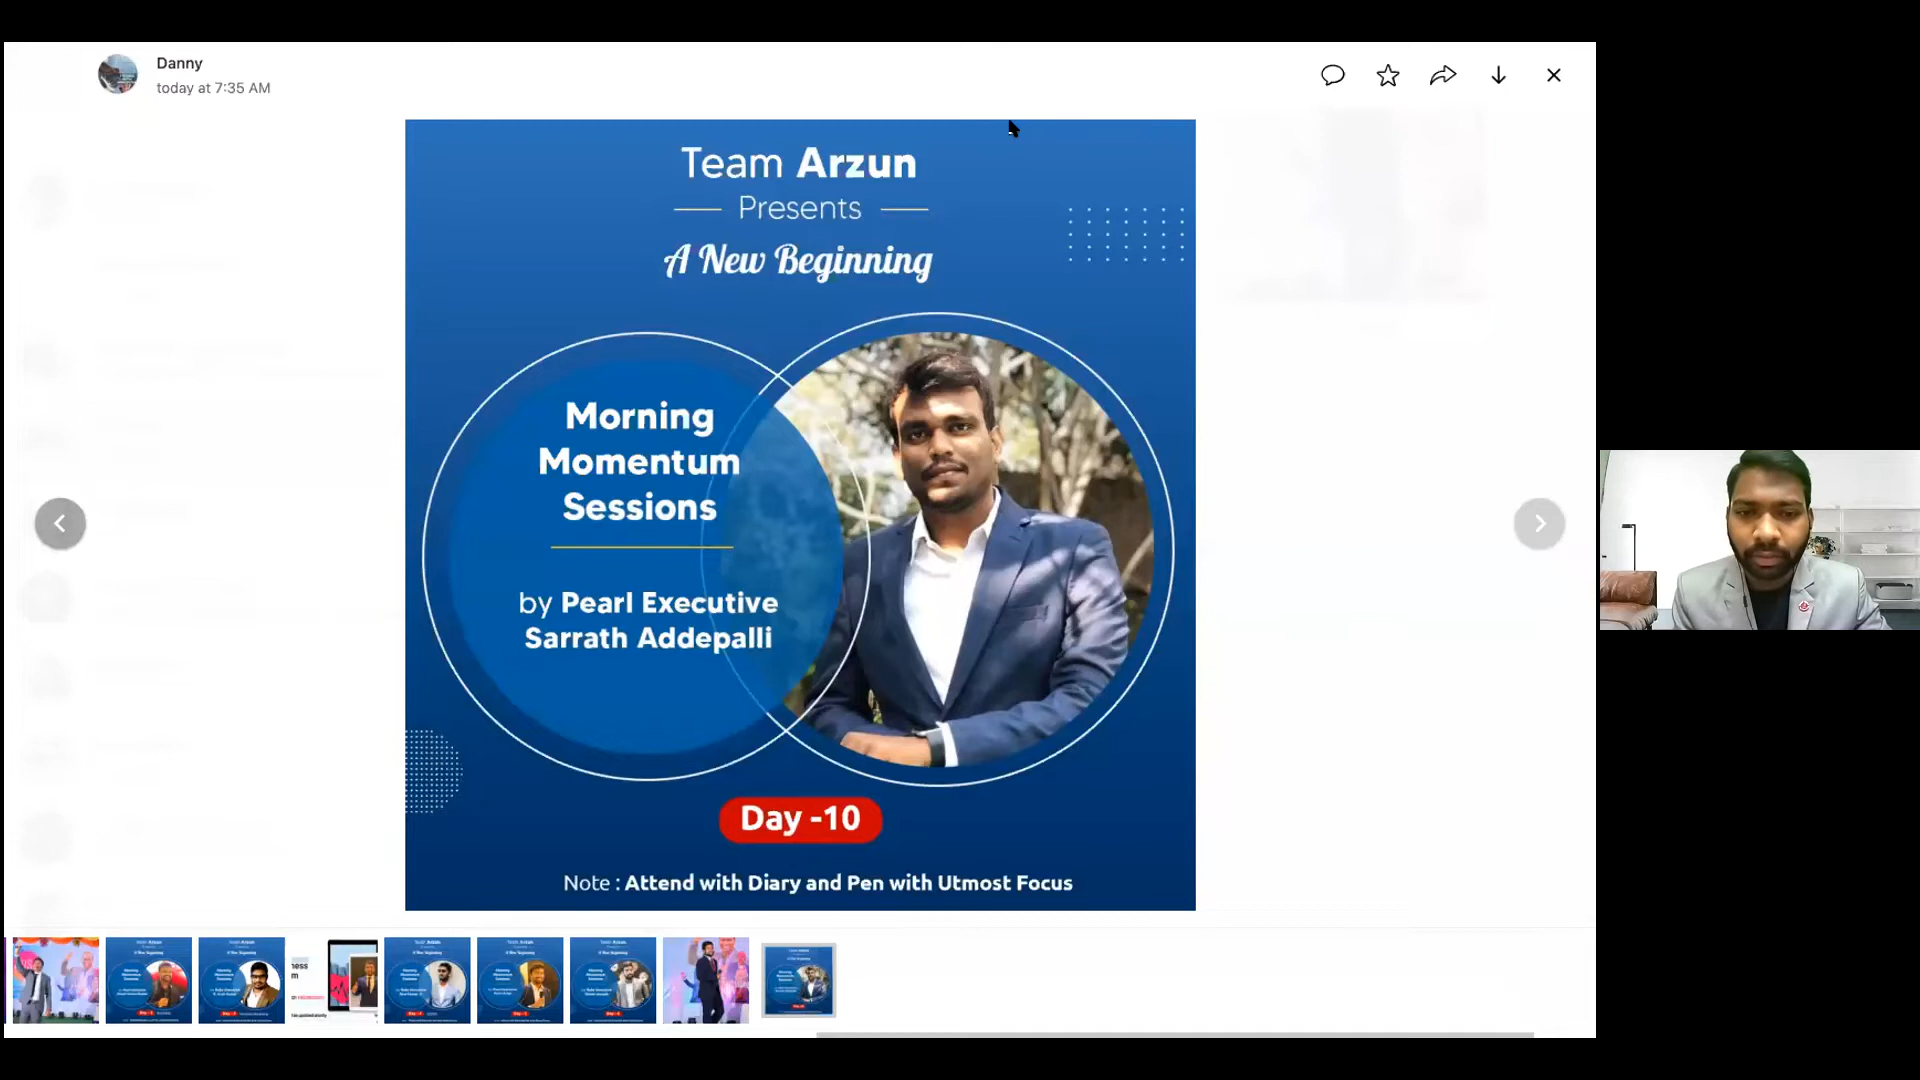 Danny
today at 7:35 AM
Team Arzun
Presents
A New Beginning
Morning
Momentum
Sessions
by Pearl Executive
Sarrath Addepalli
Day -10
Note : Attend with Diary and Pen with Utmost Focus